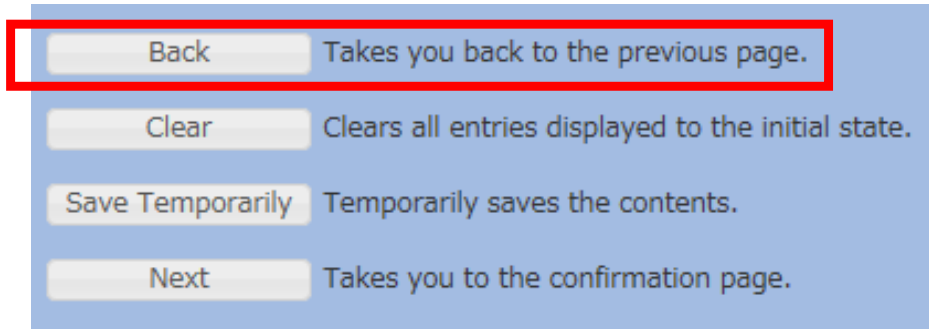 Back Takes you back to the previous page.
Clear Clears all entries displayed to the initial state.
Save Temporarily Temporarily saves the contents.
Next Takes you to the confirmation page.